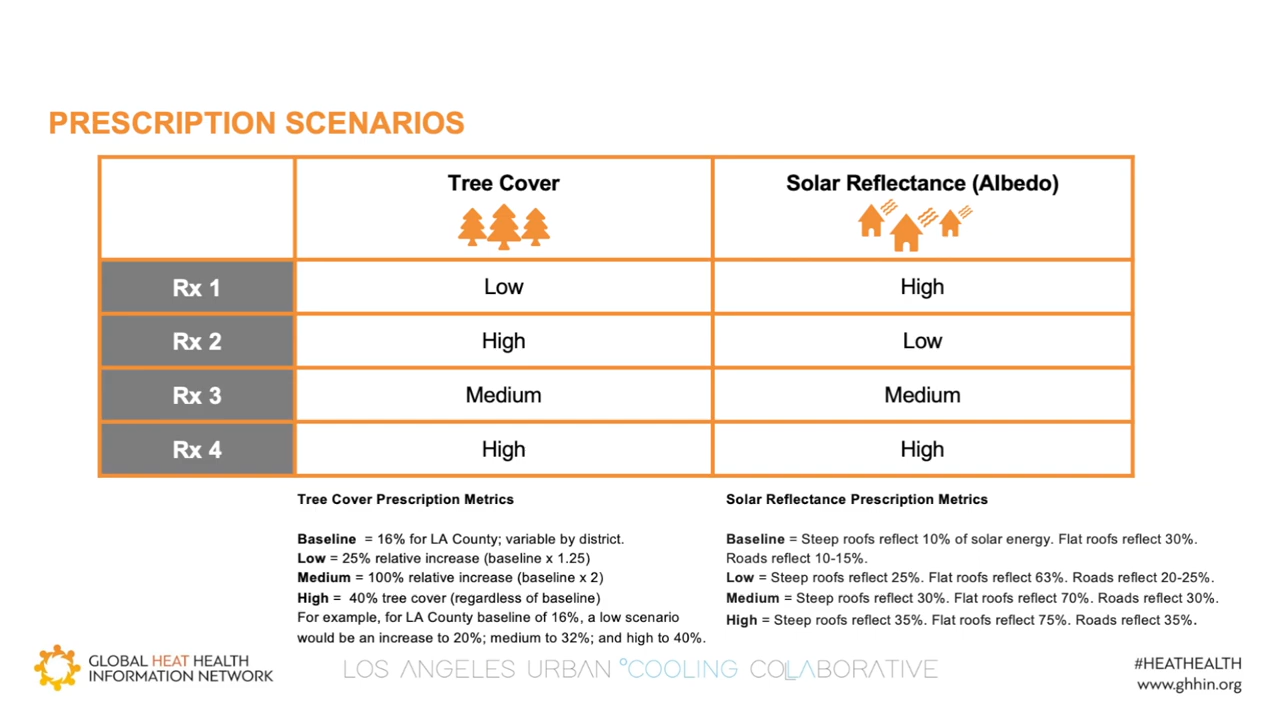 PRESCRIPTION SCENARIOS
Tree Cover
Solar Reflectance (Albedo)
Rx 1
Low
High
Rx 2
High
Low
Rx 3
Medium
Medium
Rx 4
High
High
Tree Cover Prescription Metrics
Baseline = 16% for LA County; variable by district.
Low = 25% relative increase (baseline x 1.25)
Medium = 100% relative increase (baseline x 2)
High = 40% tree cover (regardless of baseline)
For example, for LA County baseline of 16%, a low scenario
would be an increase to 20%; medium to 32%; and high to 40%.
Solar Reflectance Prescription Metrics
Baseline = Steep roofs reflect 10% of solar energy. Flat roofs reflect 30%.
Roads reflect 10-15%.
Low = Steep roofs reflect 25%. Flat roofs reflect 63%. Roads reflect 20-25%.
Medium = Steep roofs reflect 30%. Flat roofs reflect 70%. Roads reflect 30%.
High = Steep roofs reflect 35%. Flat roofs reflect 75%. Roads reflect 35%.
GLOBAL HEAT HEALTH
INFORMATION NETWORK
LOS ANGELES URBAN °COOLING COLLABORATIVE
#HEATHEALTH
www.ghhin.org